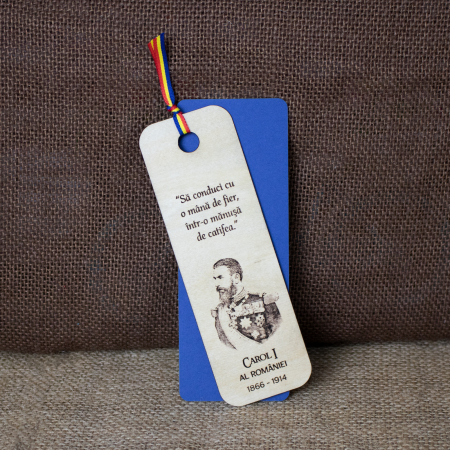 "Să conduci cu
o mână de fier,
într-o mănușă
de catifea."
CAROL I
AL ROMÂNIEI
1866 - 1914